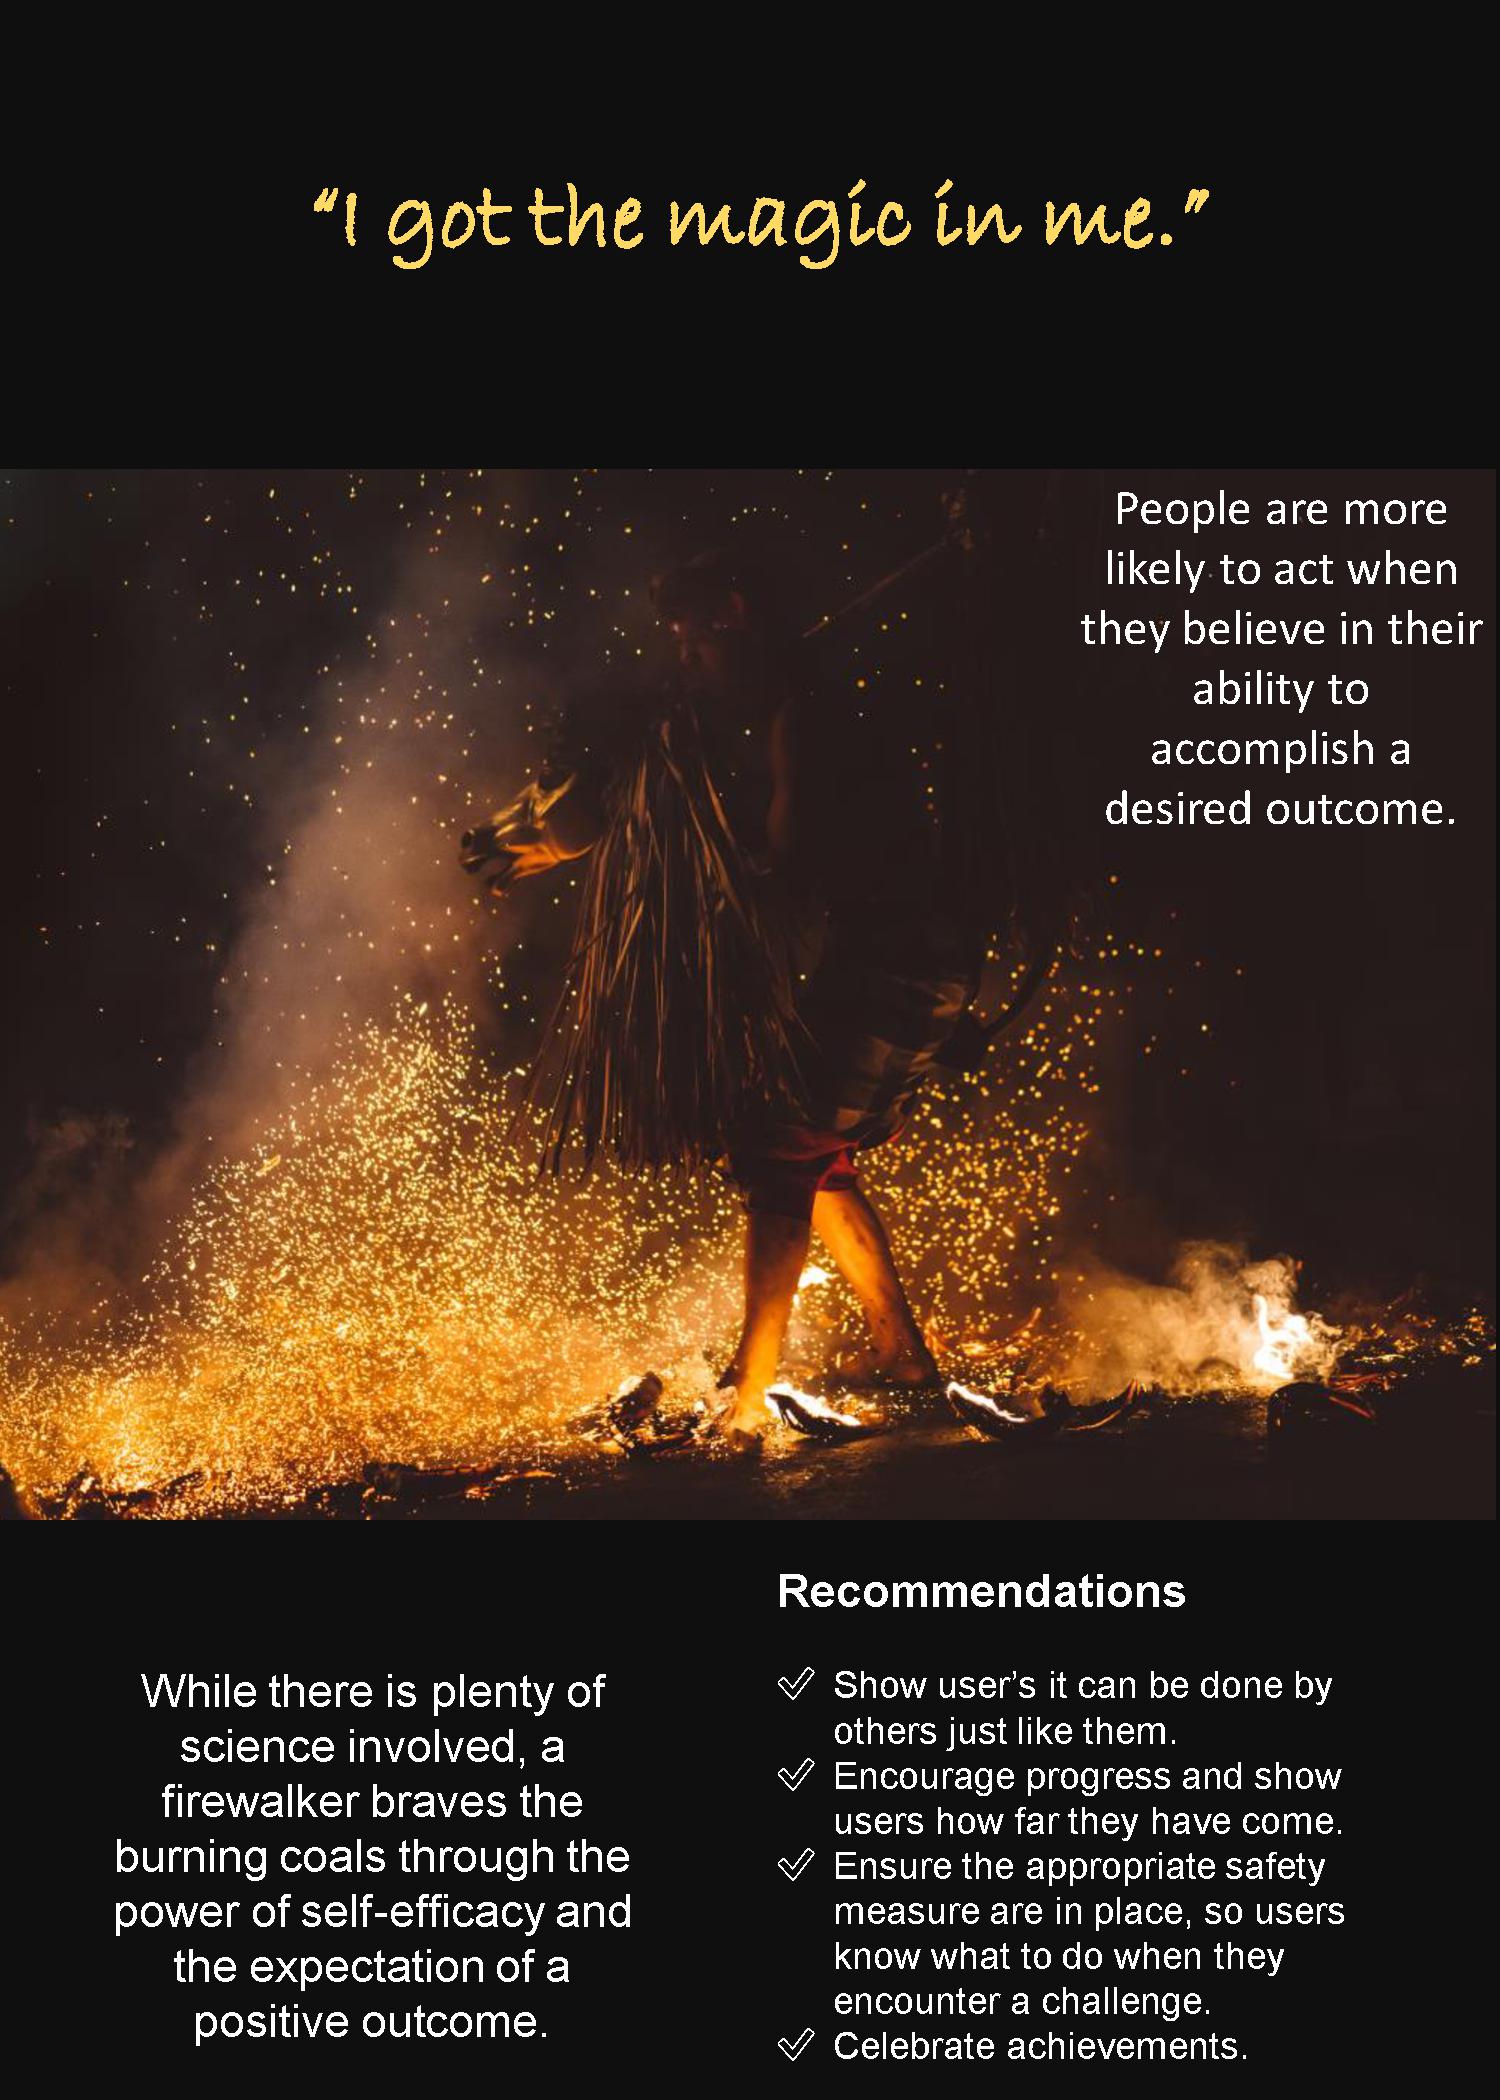 “I got the magic in me.”
People are more
likely to act when
they believe in their
ability to
accomplish a
desired outcome.
While there is plenty of
science involved, a
firewalker braves the
burning coals through the
power of self-efficacy and
the expectation of a
positive outcome.
Recommendations
Show user’s it can be done by
others just like them.
Encourage progress and show
users how far they have come.
Ensure the appropriate safety
measure are in place, so users
know what to do when they
encounter a challenge.
Celebrate achievements.